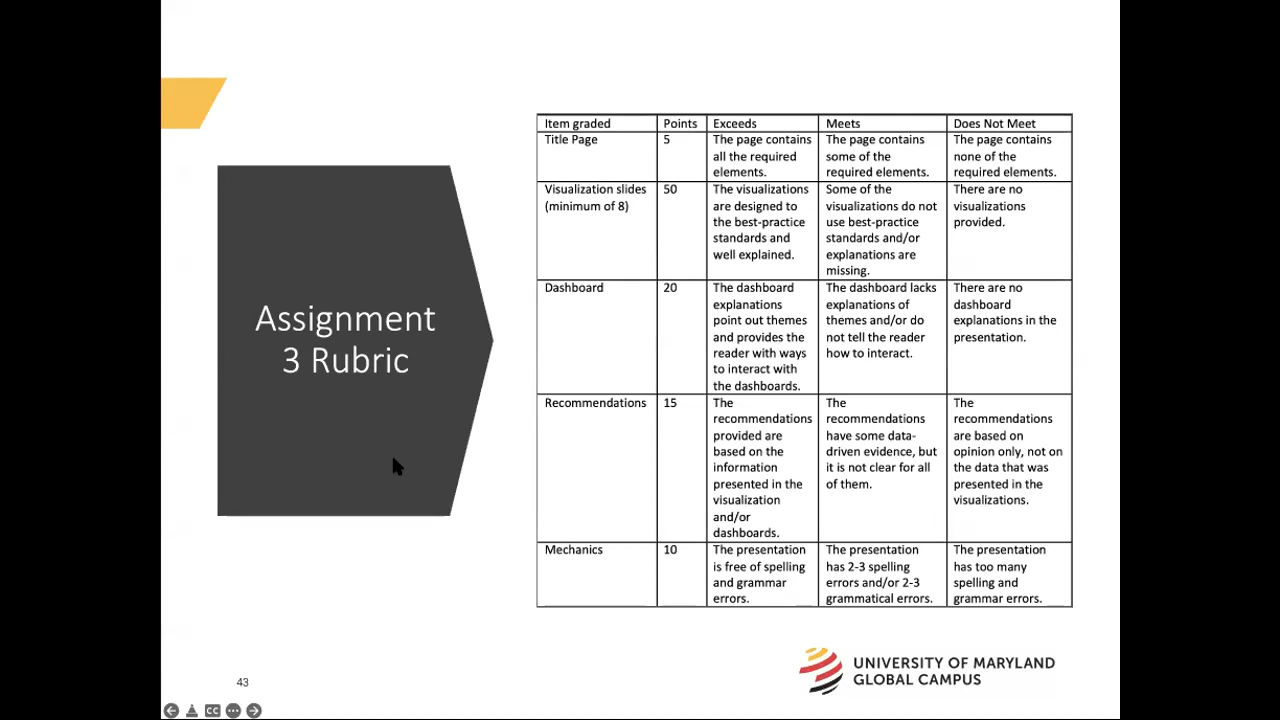 Assignment
3 Rubric
Item graded Points Exceeds Meets Does Not Meet
Title Page 5 The page contains The page contains The page contains
all the required some of the none of the
elements. required elements. required elements.
Visualization slides 50 The visualizations Some of the There are no
(minimum of 8) are designed to visualizations do not visualizations
the best-practice use best-practice provided.
standards and standards and/or
well explained. explanations are
missing.
Dashboard 20 The dashboard The dashboard lacks There are no
explanations explanations of dashboard
point out themes themes and/or do explanations in the
and provides the not tell the reader presentation.
reader with ways how to interact.
to interact with
the dashboards.
Recommendations 15 The The The
recommendations recommendations recommendations
provided are have some data- are based on
based on the driven evidence, but opinion only, not on
information it is not clear for all the data that was
presented in the of them. presented in the
visualization visualizations.
and/or
dashboards.
Mechanics 10 The presentation The presentation The presentation
is free of spelling has 2-3 spelling has too many
and grammar errors and/or 2-3 spelling and
errors. grammatical errors. grammar errors.
UNIVERSITY OF MARYLAND
GLOBAL CAMPUS
43
CC